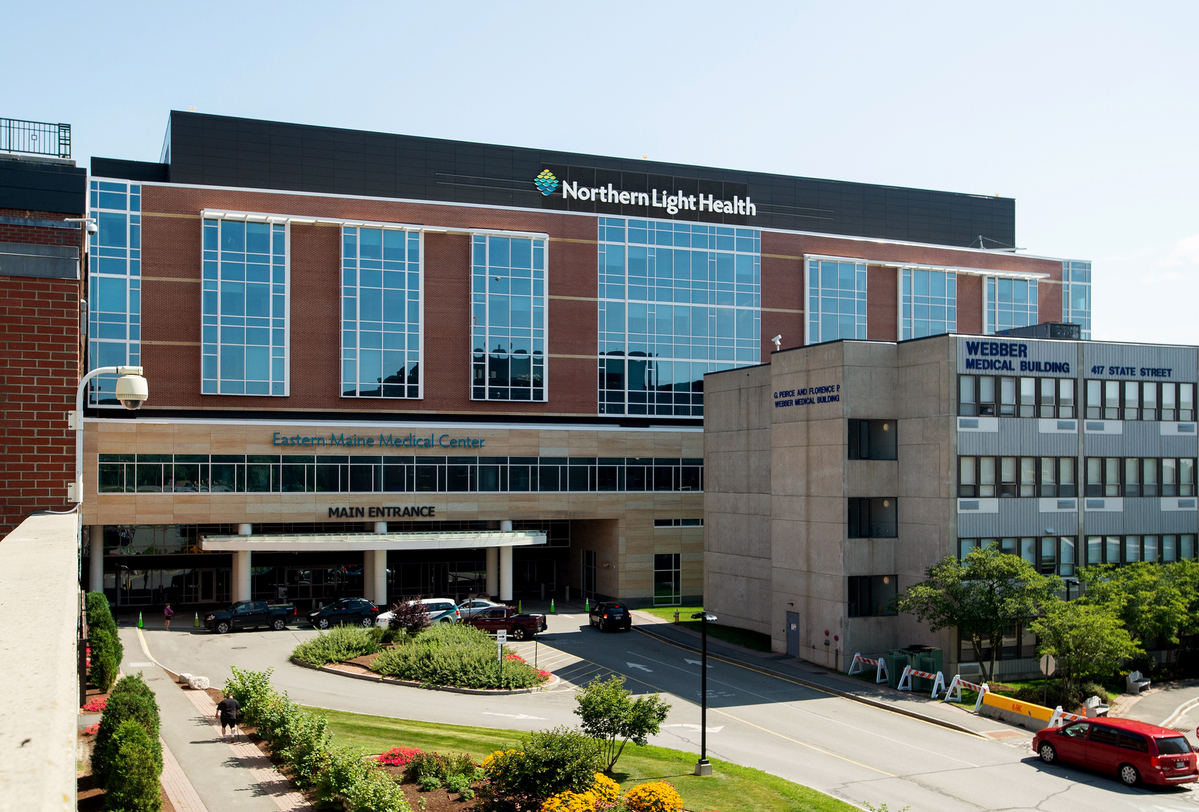 Northern Light Health
Eastern Maine Medical Center
MAIN ENTRANCE
G. PEIRCE AND FLORENCE P.
WEBBER MEDICAL BUILDING
WEBBER
MEDICAL BUILDING
417 STATE STREET